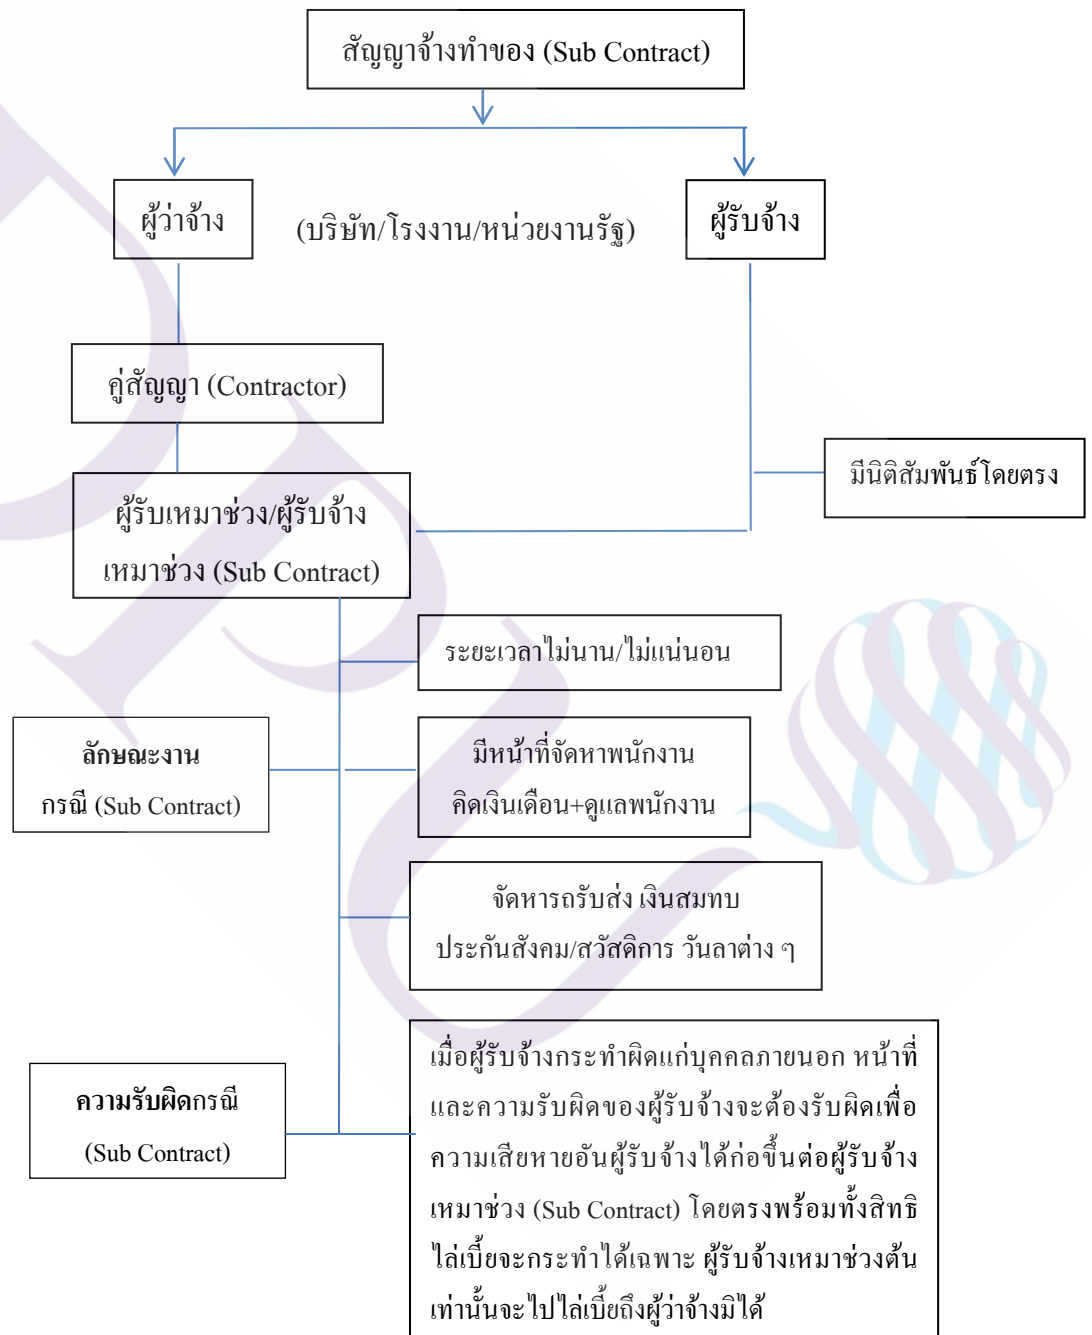 สัญญาจ้างทำของ (Sub Contract)
ผู้ว่าจ้าง
(บริษัท/โรงงาน/หน่วยงานรัฐ)
ผู้รับจ้าง
คู่สัญญา (Contractor)
มีนิติสัมพันธ์โดยตรง
ผู้รับเหมาช่วง/ผู้รับจ้าง
เหมาช่วง (Sub Contract)
ระยะเวลาไม่นาน/ไม่แน่นอน
ลักษณะงาน
กรณี (Sub Contract)
มีหน้าที่จัดหาพนักงาน
คิดเงินเดือน+ดูแลพนักงาน
จัดหารถรับส่ง เงินสมทบ
ประกันสังคม/สวัสดิการ วันลาต่าง ๆ
ความรับผิดกรณี
(Sub Contract)
เมื่อผู้รับจ้างกระทำผิดแก่บุคคลภายนอก หน้าที่
และความรับผิดของผู้รับจ้างจะต้องรับผิดเพื่อ
ความเสียหายอันผู้รับจ้างได้ก่อขึ้นต่อผู้รับจ้าง
เหมาช่วง (Sub Contract) โดยตรงพร้อมทั้งสิทธิ
ไล่เบี้ยจะกระทำได้เฉพาะ ผู้รับจ้างเหมาช่วงต้น
เท่านั้นจะไปไล่เบี้ยถึงผู้ว่าจ้างมิได้
DPU